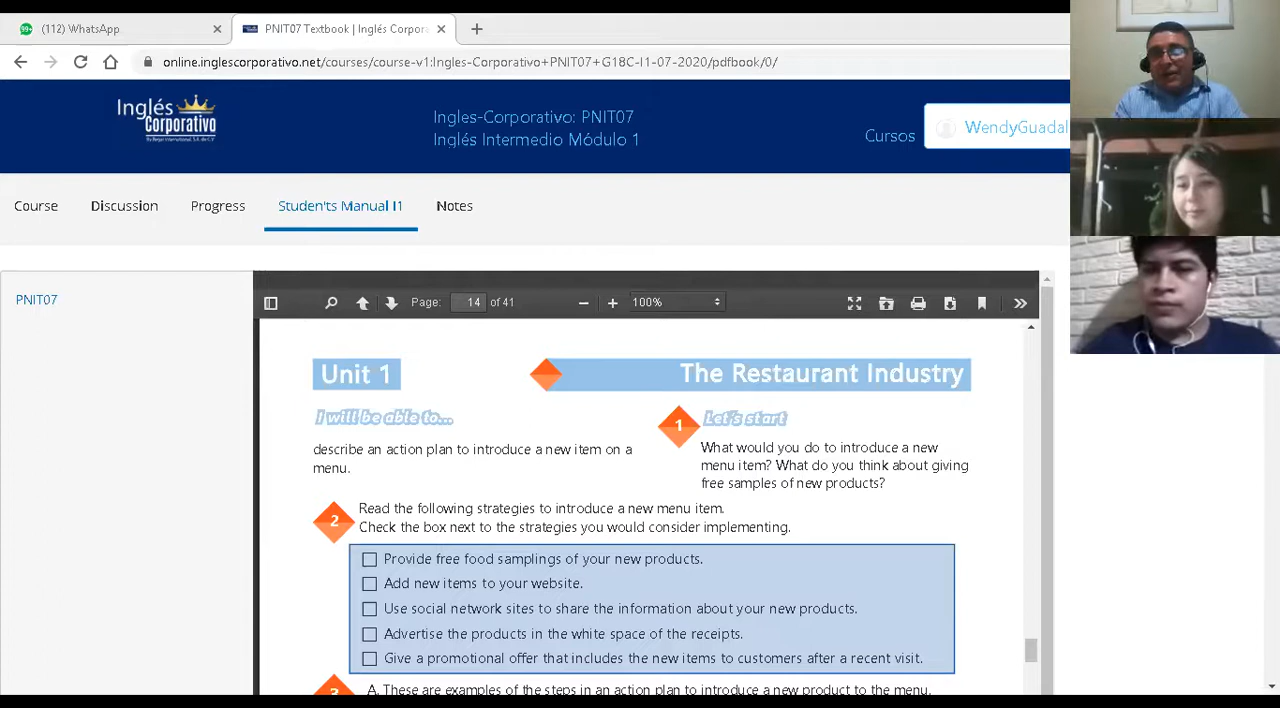 (112) WhatsApp
PNIT07 Textbook | Inglés Corpora
online.inglescorporativo.net/courses/course-v1:Ingles-Corporativo+PNIT07+G18C-I1-07-2020/pdfbook/0/
Inglés
Corporativo
Ingles-Corporativo: PNIT07
Inglés Intermedio Módulo 1
Cursos
WendyGuadal
Course
Discussion
Progress
Studen'ts Manual I1
Notes
PNIT07
Page: 14 of 41
100%
Unit 1
The Restaurant Industry
I will be able to...
describe an action plan to introduce a new item on a
menu.
1
Let's start
What would you do to introduce a new
menu item? What do you think about giving
free samples of new products?
2
Read the following strategies to introduce a new menu item.
Check the box next to the strategies you would consider implementing.
Provide free food samplings of your new products.
Add new items to your website.
Use social network sites to share the information about your new products.
Advertise the products in the white space of the receipts.
Give a promotional offer that includes the new items to customers after a recent visit.
3
A. These are examples of the steps in an action plan to introduce a new product to the menu.